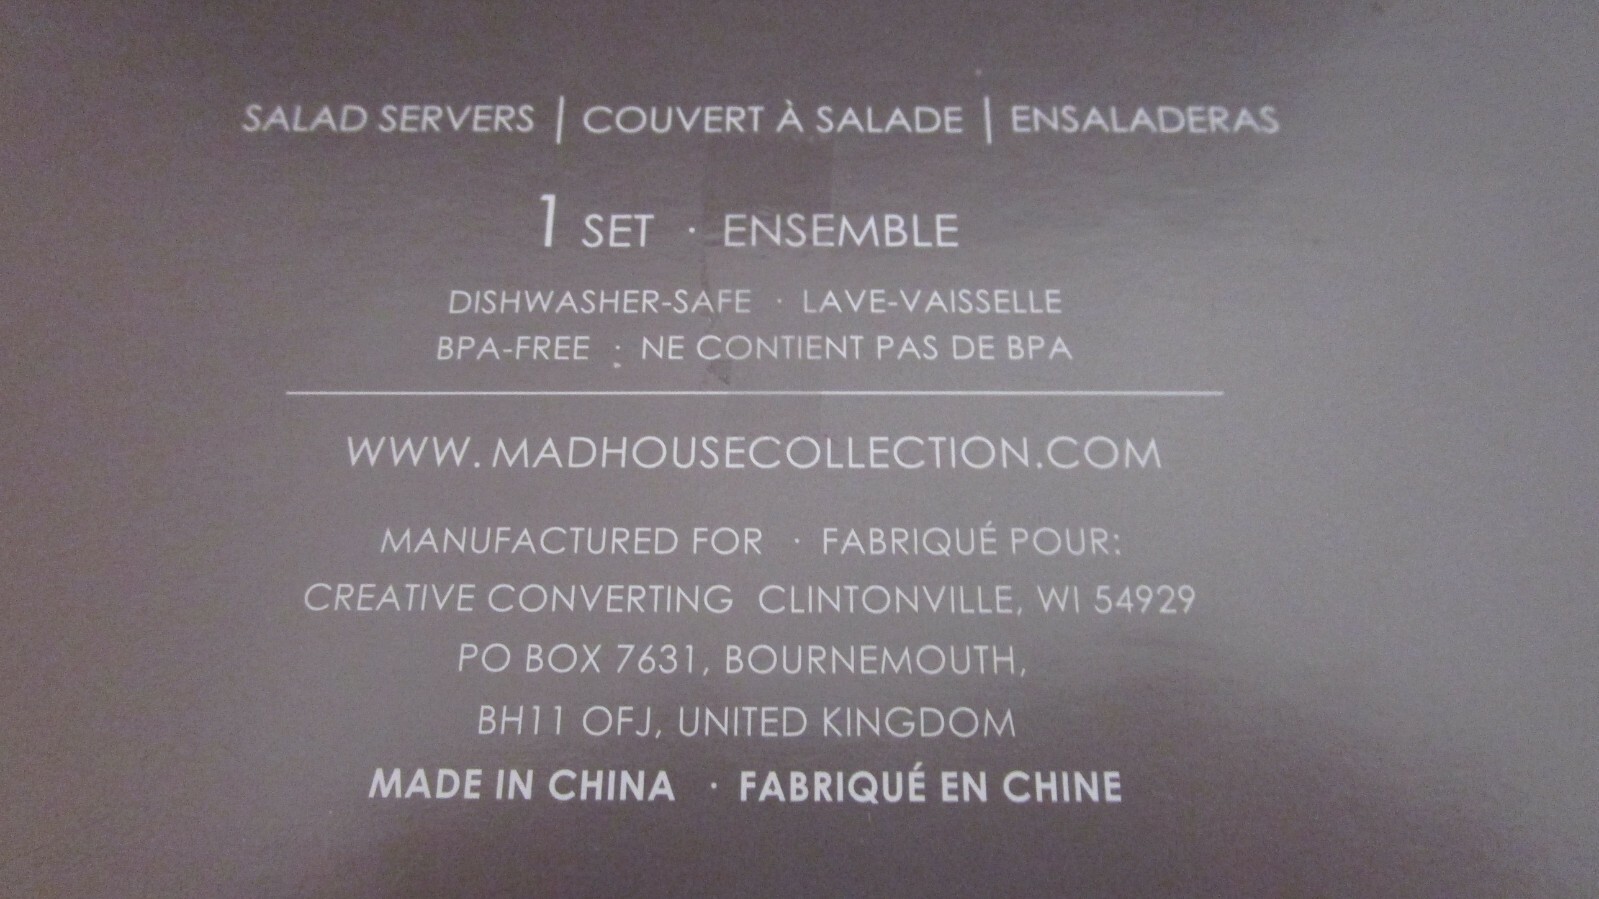 SALAD SERVERS | COUVERT À SALADE | ENSALADERAS
1 SET · ENSEMBLE
DISHWASHER-SAFE · LAVE-VAISSELLE
BPA-FREE · NE CONTIENT PAS DE BPA
WWW.MADHOUSECOLLECTION.COM
MANUFACTURED FOR · FABRIQUÉ POUR:
CREATIVE CONVERTING CLINTONVILLE, WI 54929
PO BOX 7631, BOURNEMOUTH,
BH11 OFJ, UNITED KINGDOM
MADE IN CHINA · FABRIQUÉ EN CHINE